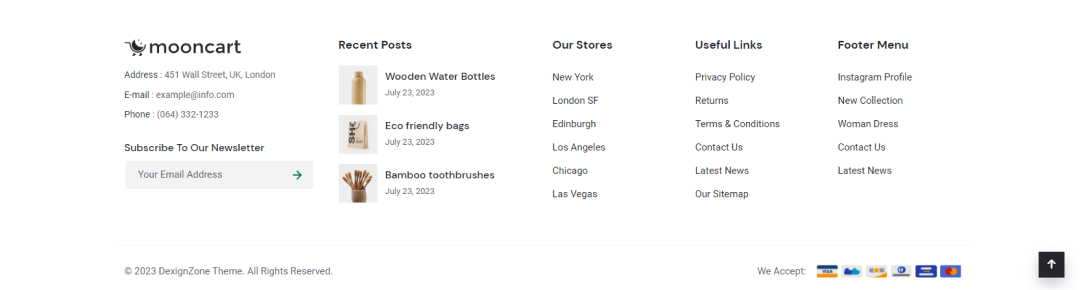 mooncart
Address : 451 Wall Street, UK, London
E-mail : example@info.com
Phone : (064) 332-1233
Subscribe To Our Newsletter
Your Email Address
Recent Posts
Wooden Water Bottles
July 23, 2023
Eco friendly bags
July 23, 2023
Bamboo toothbrushes
July 23, 2023
Our Stores
New York
London SF
Edinburgh
Los Angeles
Chicago
Las Vegas
Useful Links
Privacy Policy
Returns
Terms & Conditions
Contact Us
Latest News
Our Sitemap
Footer Menu
Instagram Profile
New Collection
Woman Dress
Contact Us
Latest News
© 2023 DexignZone Theme. All Rights Reserved.
We Accept:
VISA